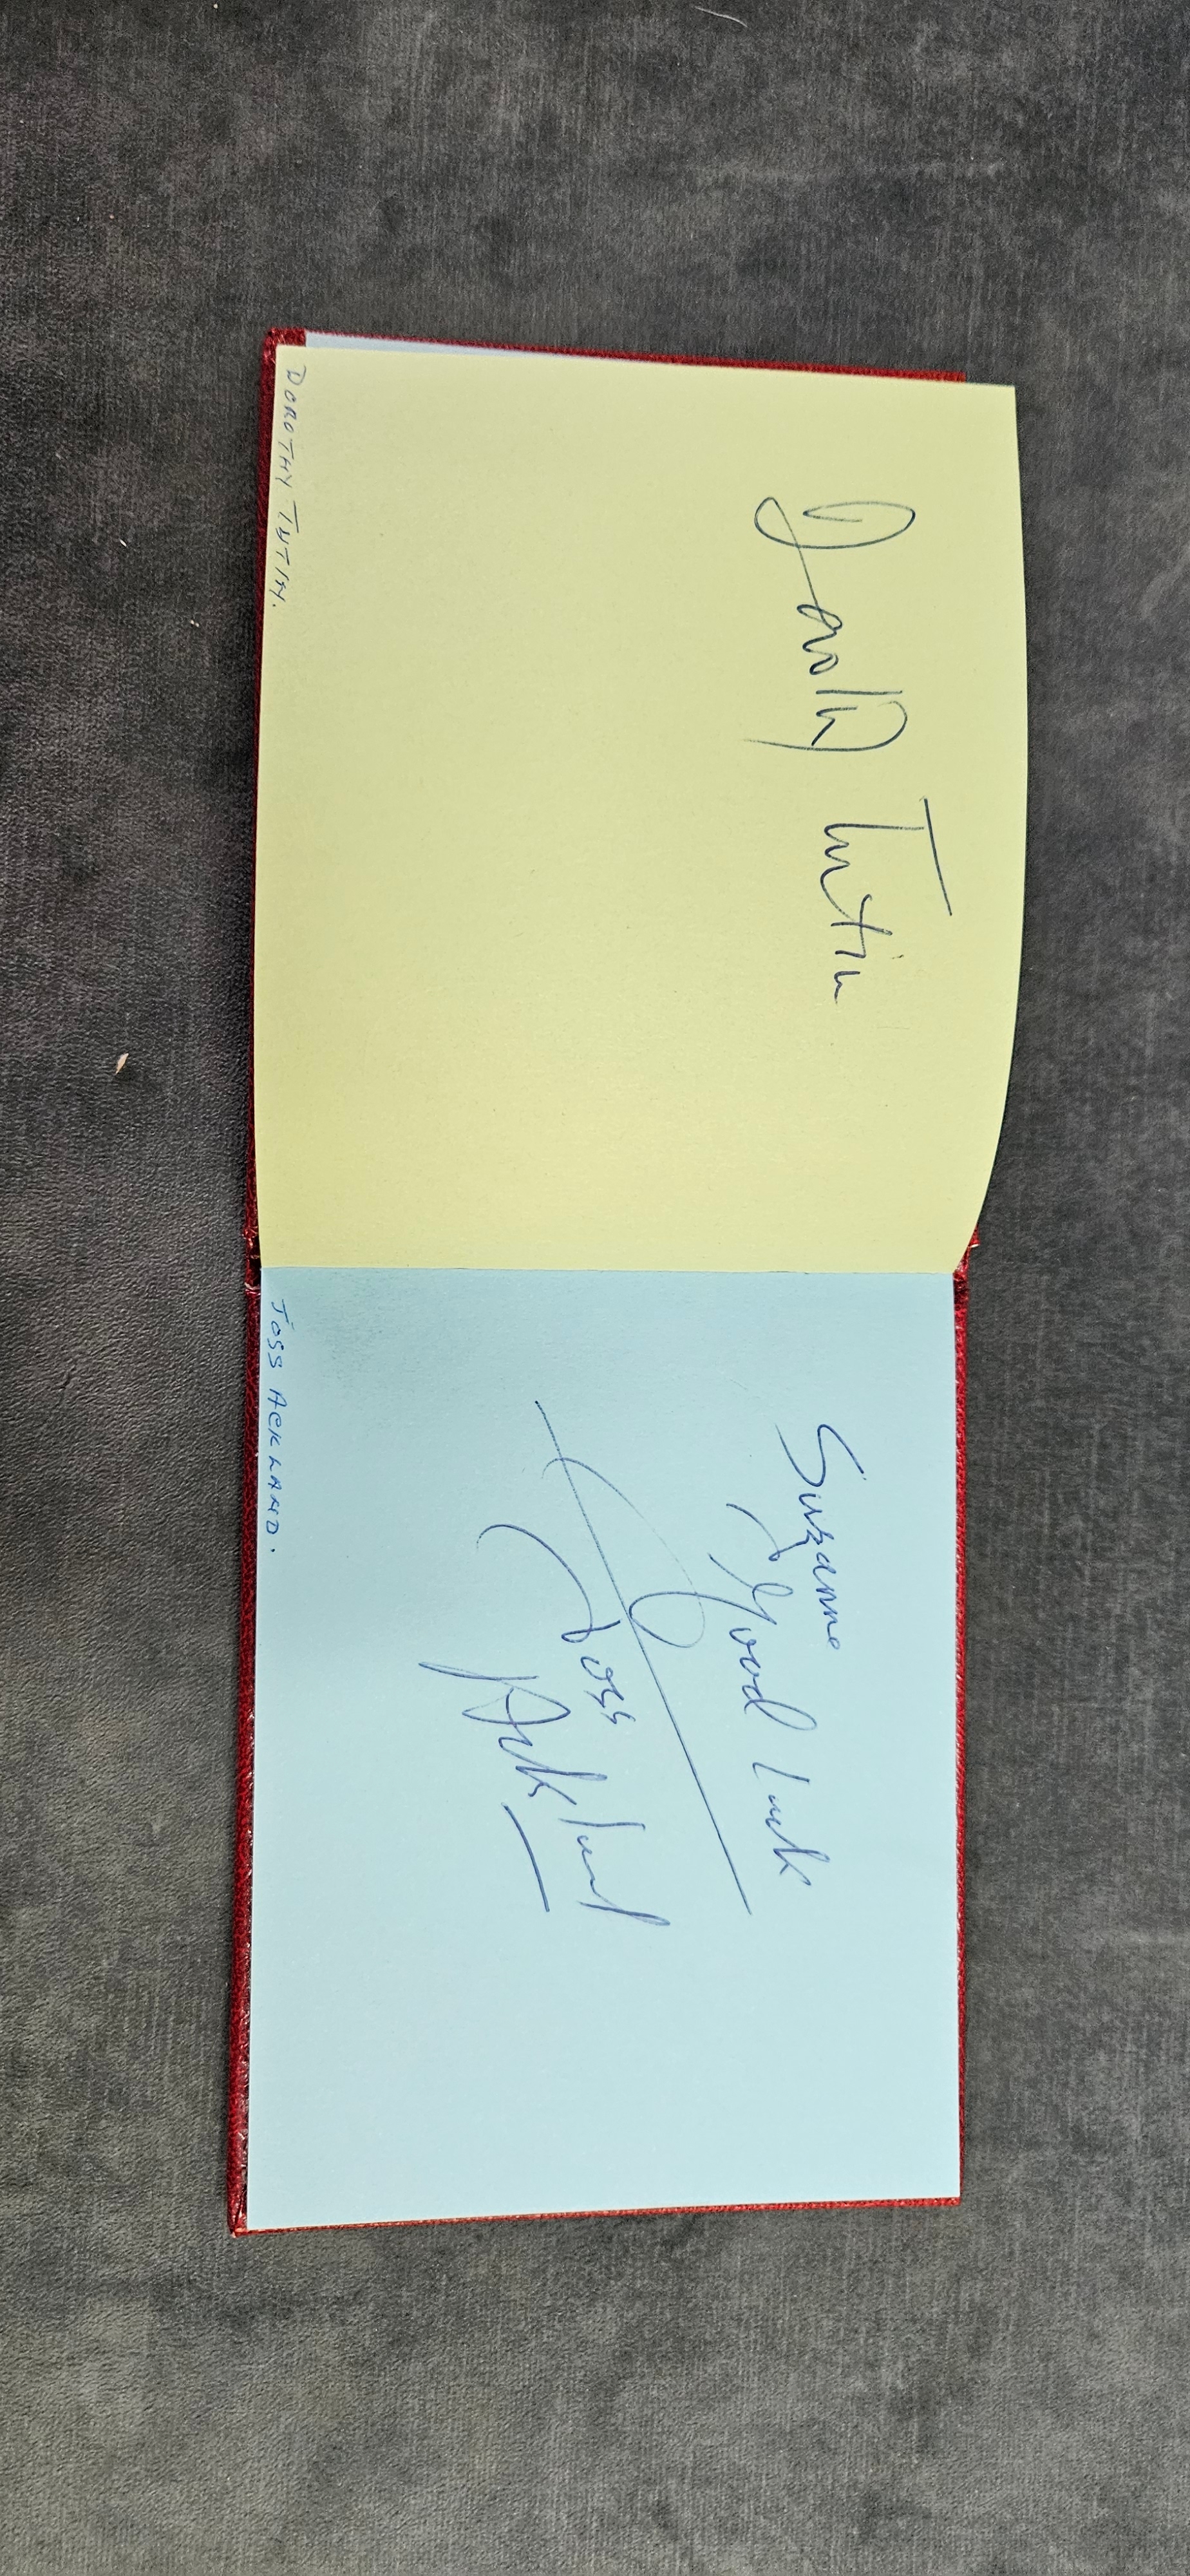 Dorothy Tutin
DOROTHY TUTIN.
Suzanne
Good luck
Joss
Ackland
JOSS ACKLAND.